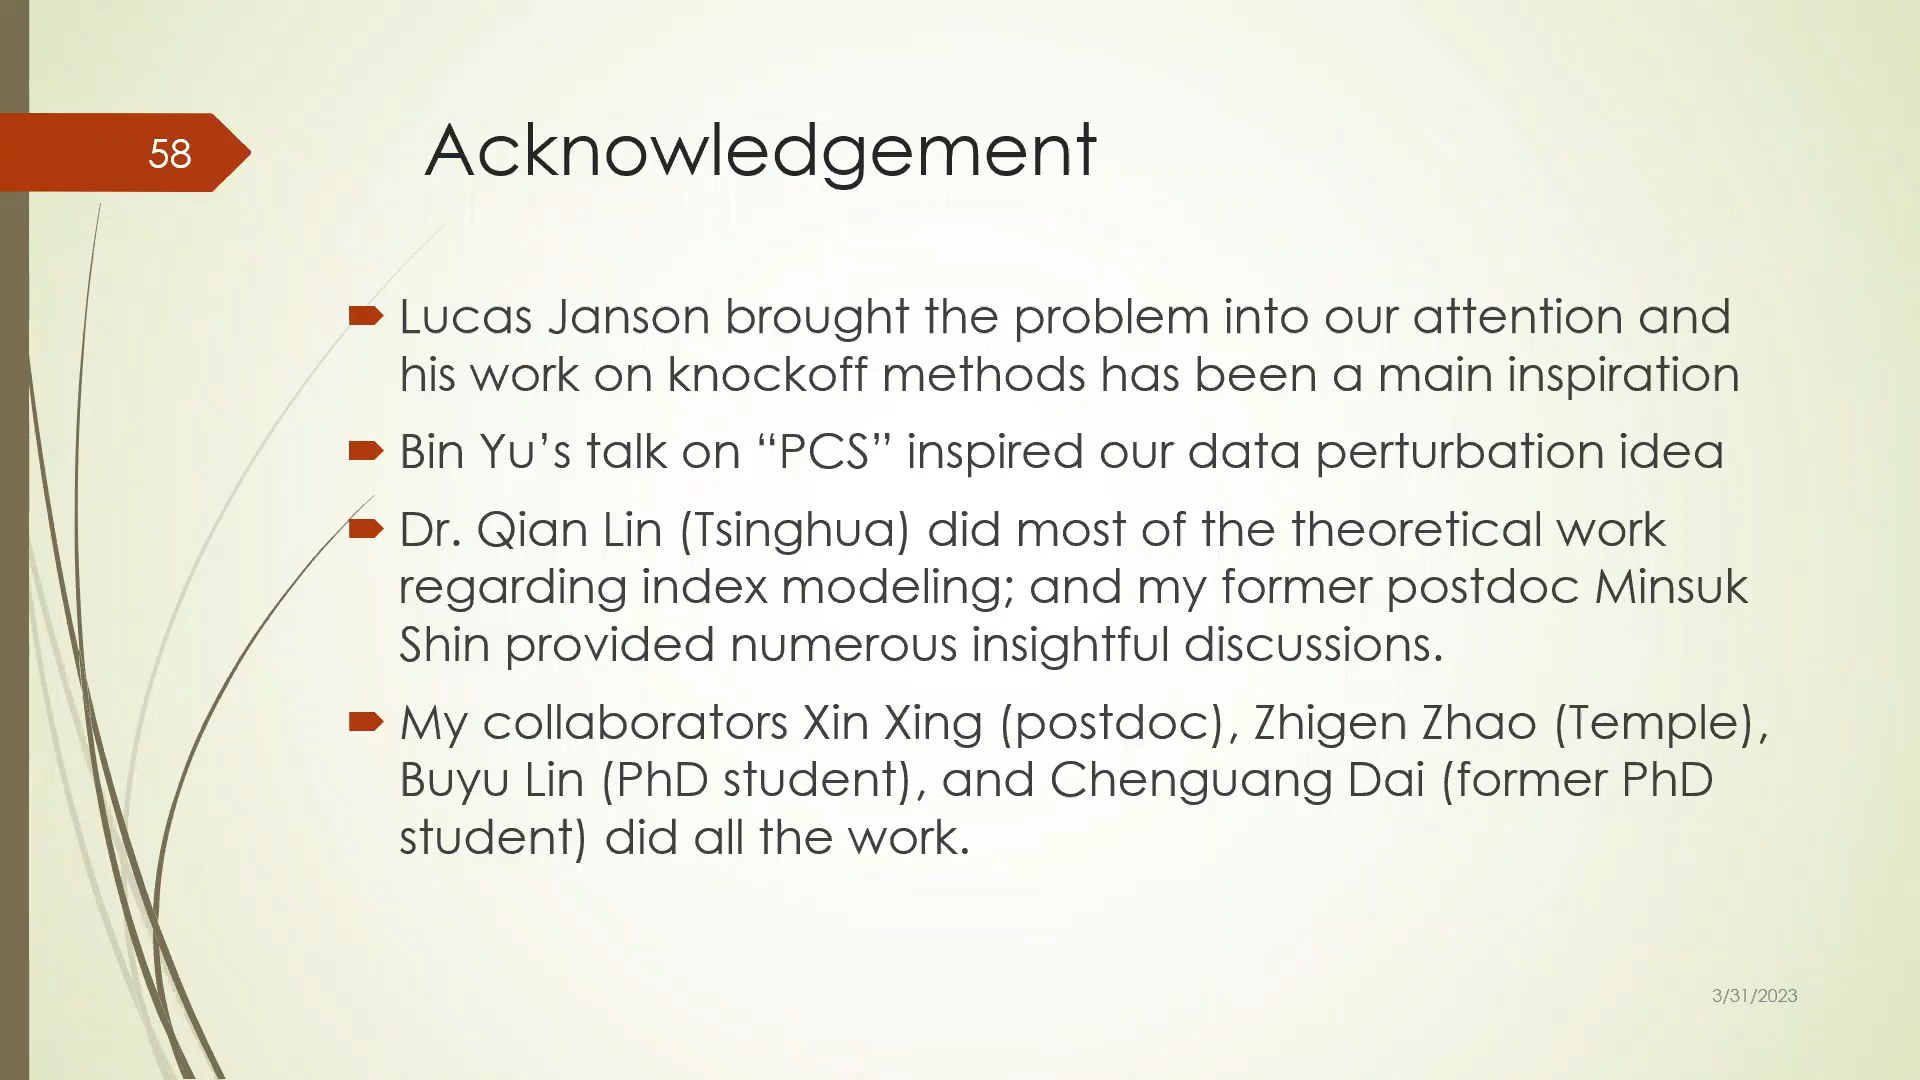 58
Acknowledgement
Lucas Janson brought the problem into our attention and
his work on knockoff methods has been a main inspiration
Bin Yu’s talk on “PCS” inspired our data perturbation idea
Dr. Qian Lin (Tsinghua) did most of the theoretical work
regarding index modeling; and my former postdoc Minsuk
Shin provided numerous insightful discussions.
My collaborators Xin Xing (postdoc), Zhigen Zhao (Temple),
Buyu Lin (PhD student), and Chenguang Dai (former PhD
student) did all the work.
3/31/2023